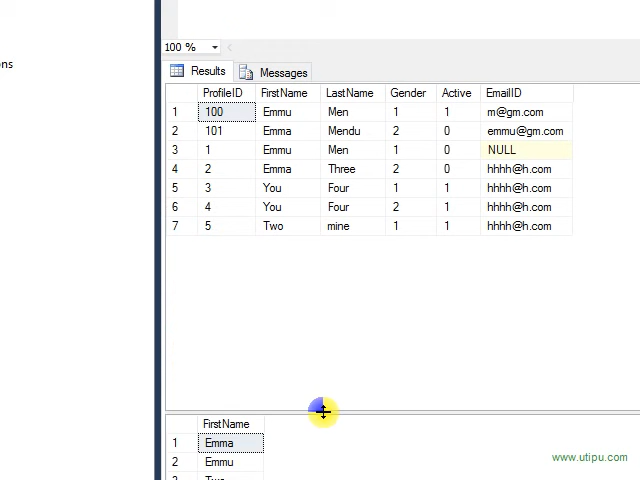 100 %
ns
Results Messages
ProfileID FirstName LastName Gender Active EmailID
1 100 Emmu Men 1 1 m@gm.com
2 101 Emma Mendu 2 0 emmu@gm.com
3 1 Emmu Men 1 0 NULL
4 2 Emma Three 2 0 hhhh@h.com
5 3 You Four 1 1 hhhh@h.com
6 4 You Four 2 1 hhhh@h.com
7 5 Two mine 1 1 hhhh@h.com
FirstName
1 Emma
2 Emmu
www.utipu.com